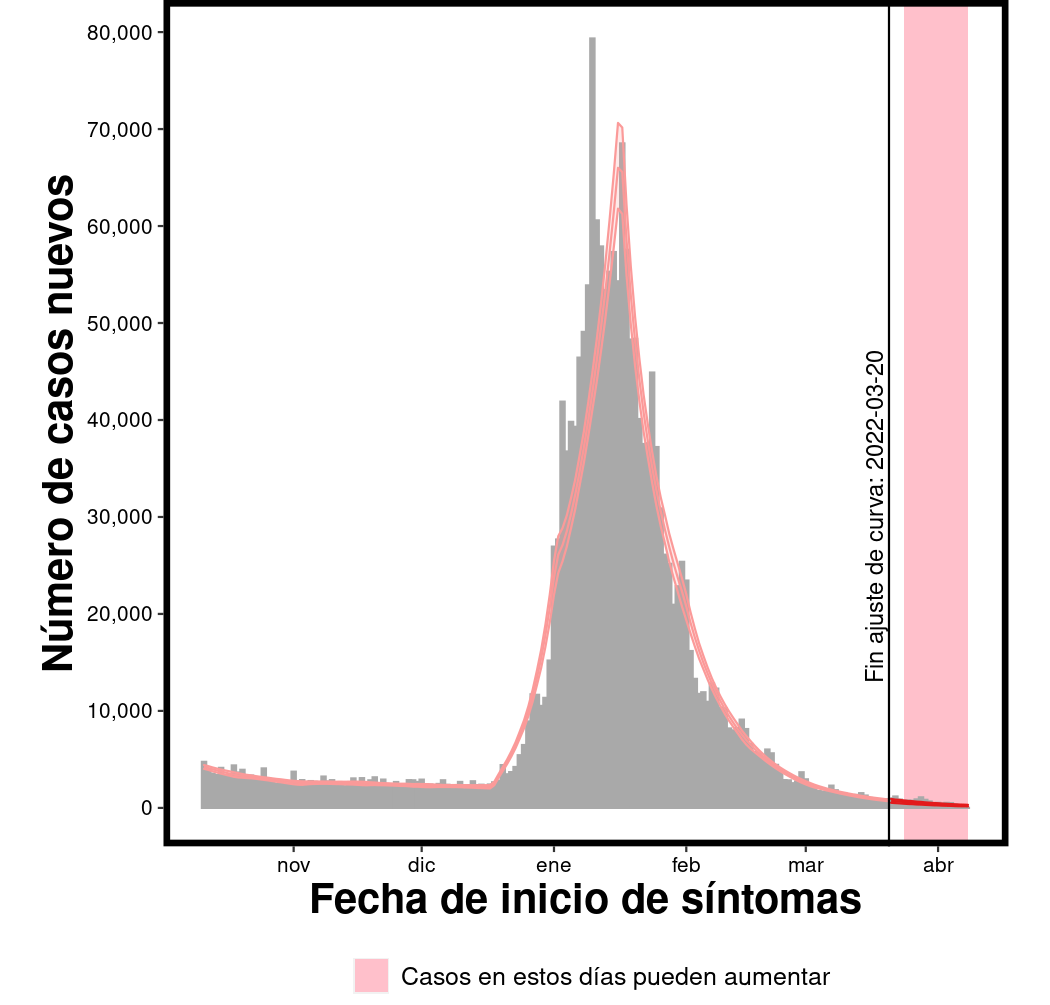 80,000
70,000
60,000
50,000
40,000
30,000
20,000
10,000
0
Número de casos nuevos
Fin ajuste de curva: 2022-03-20
nov dic ene feb mar abr
Fecha de inicio de síntomas
Casos en estos días pueden aumentar